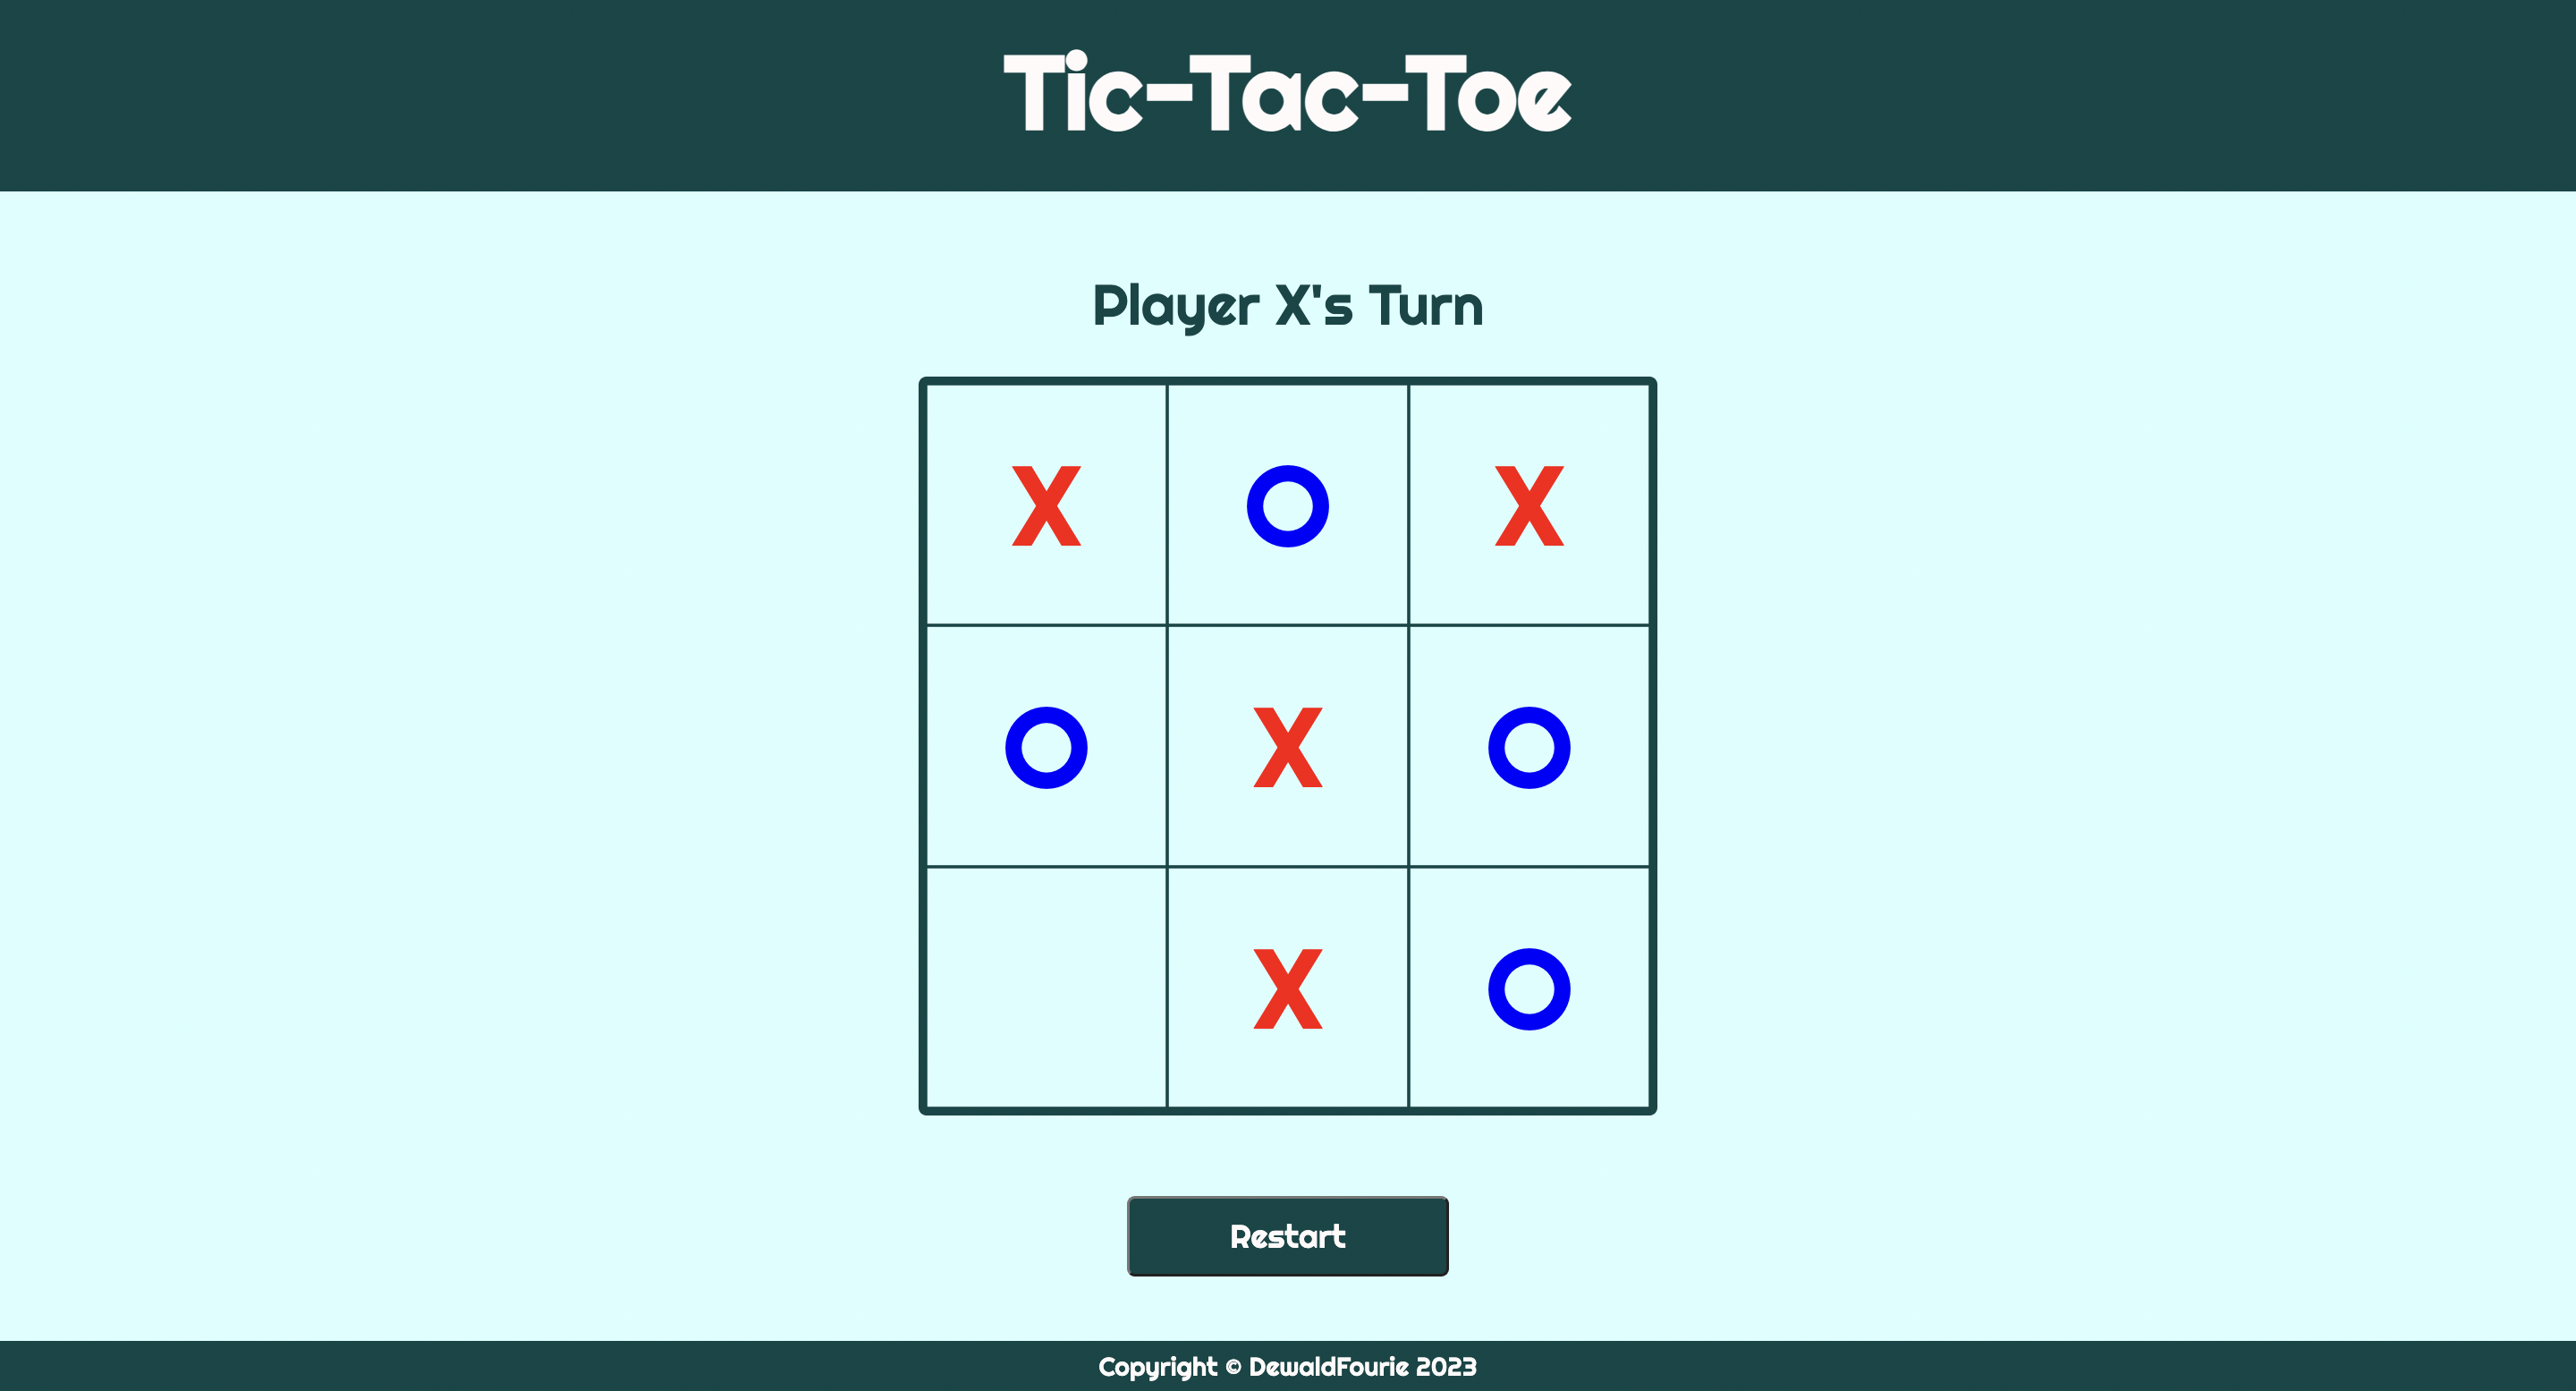 Tic-Tac-Toe
Player X's Turn
X O X
O X O
X O
Restart
Copyright © DewaldFourie 2023